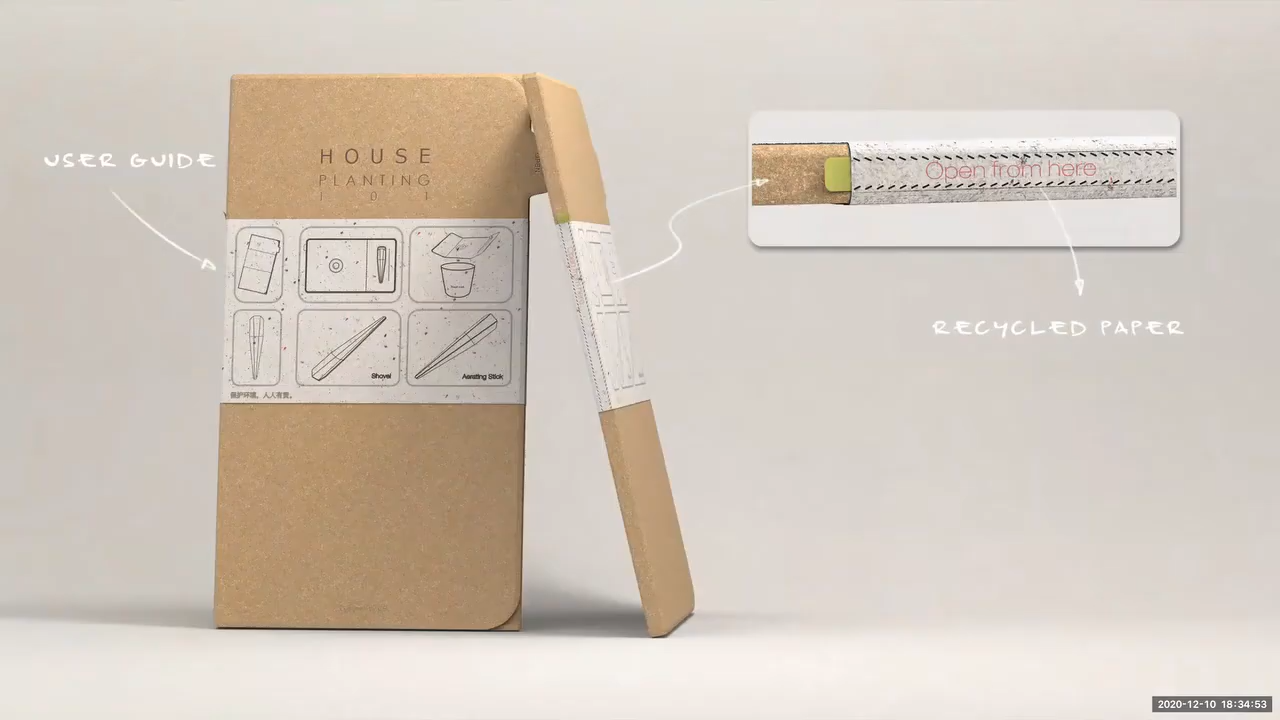 USER GUIDE
HOUSE
PLANTING
1 0 1
Shovel
Aerating Stick
保护环境，人人有责。
Open from here
RECYCLED PAPER
2020-12-10 18:34:53